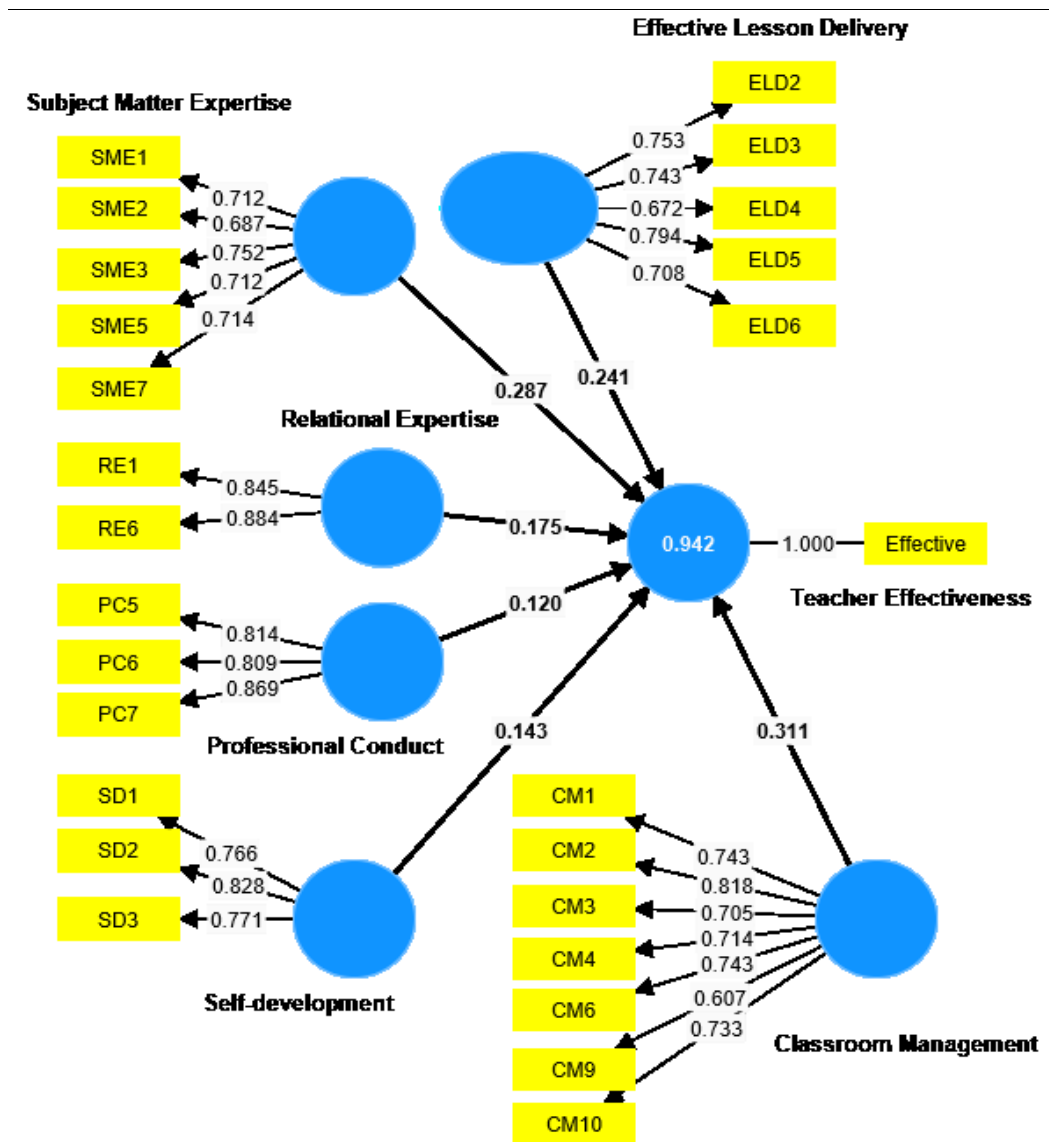 Effective Lesson Delivery
ELD2
Subject Matter Expertise
SME1
0.753
ELD3
0.743
0.712
SME2
0.687
0.672
ELD4
0.794
0.752
SME3
0.712
ELD5
0.708
0.714
SME5
ELD6
SME7
0.287
0.241
Relational Expertise
RE1
0.845
0.884
RE6
0.175
0.942
1.000
Effective
PC5
0.120
Teacher Effectiveness
0.814
PC6
0.809
0.869
PC7
0.143
0.311
Professional Conduct
SD1
CM1
0.766
SD2
CM2
0.743
0.828
0.818
SD3
0.771
CM3
0.705
0.714
CM4
0.743
0.607
Self-development
CM6
0.733
Classroom Management
CM9
CM10